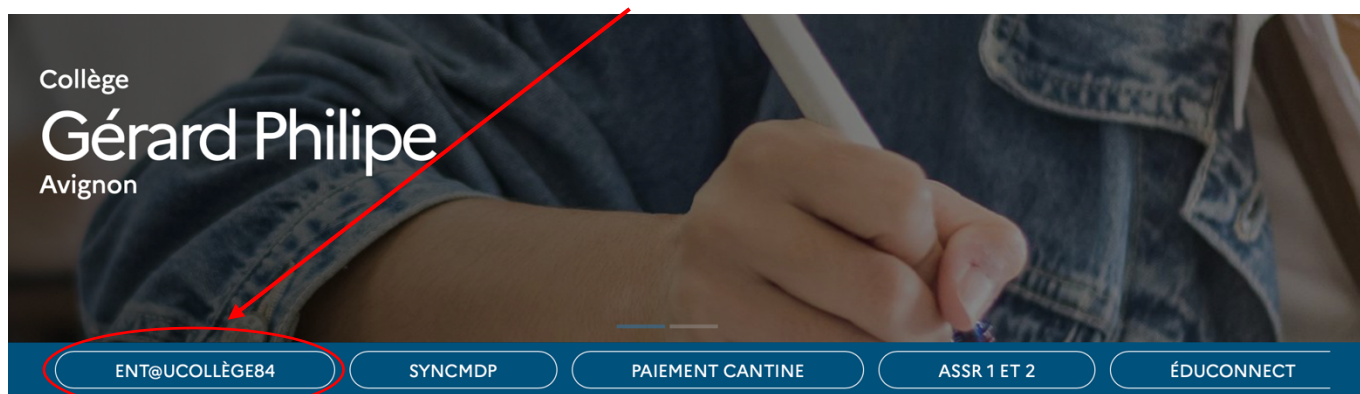 Collège
Gérard Philipe
Avignon
ENT@UCOLLÈGE84
SYNCMDP
PAIEMENT CANTINE
ASSR 1 ET 2
ÉDUCONNECT